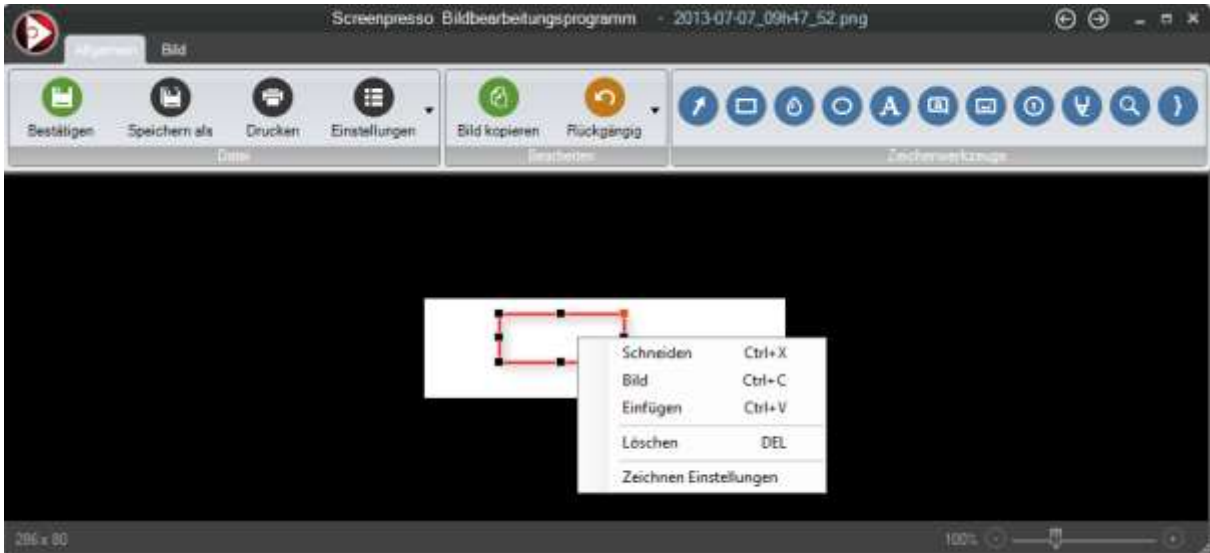 Screenpresso Bildbearbeitungsprogramm - 2013-07-07_09h47_52.png
Allgemein Bild
Bestätigen Speichern als Drucken Einstellungen Bild kopieren Rückgängig
Datei Bearbeiten Zeichenwerkzeuge
Schneiden Ctrl+X
Bild Ctrl+C
Einfügen Ctrl+V
Löschen DEL
Zeichnen Einstellungen
286 x 80 100%